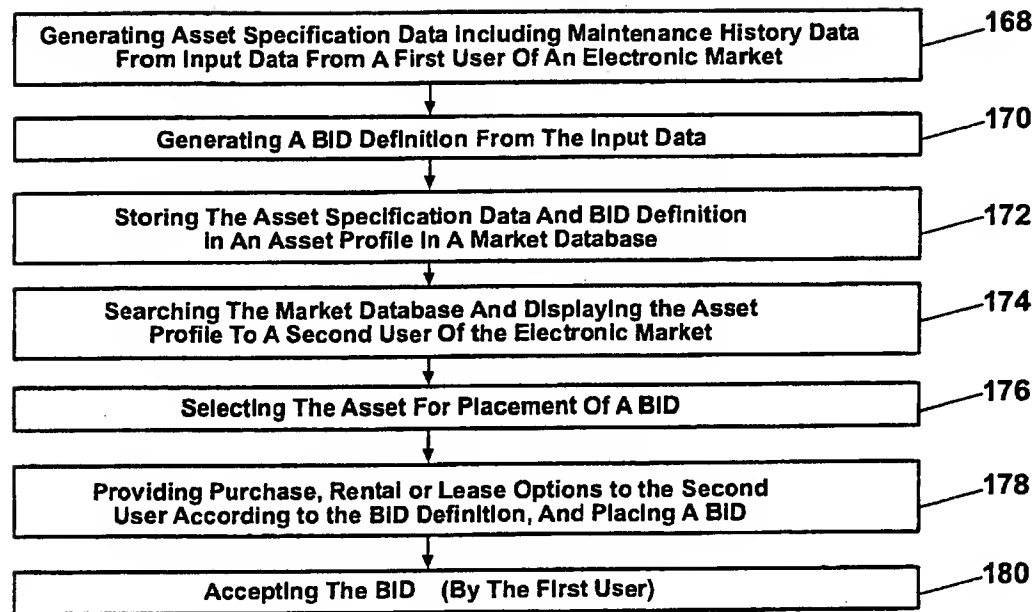 Generating Asset Specification Data including Maintenance History Data
From Input Data From A First User Of An Electronic Market
168
Generating A BID Definition From The Input Data
170
Storing The Asset Specification Data And BID Definition
in An Asset Profile In A Market Database
172
Searching The Market Database And Displaying the Asset
Profile To A Second User Of the Electronic Market
174
Selecting The Asset For Placement Of A BID
176
Providing Purchase, Rental or Lease Options to the Second
User According to the BID Definition, And Placing A BID
178
Accepting The BID (By The First User)
180